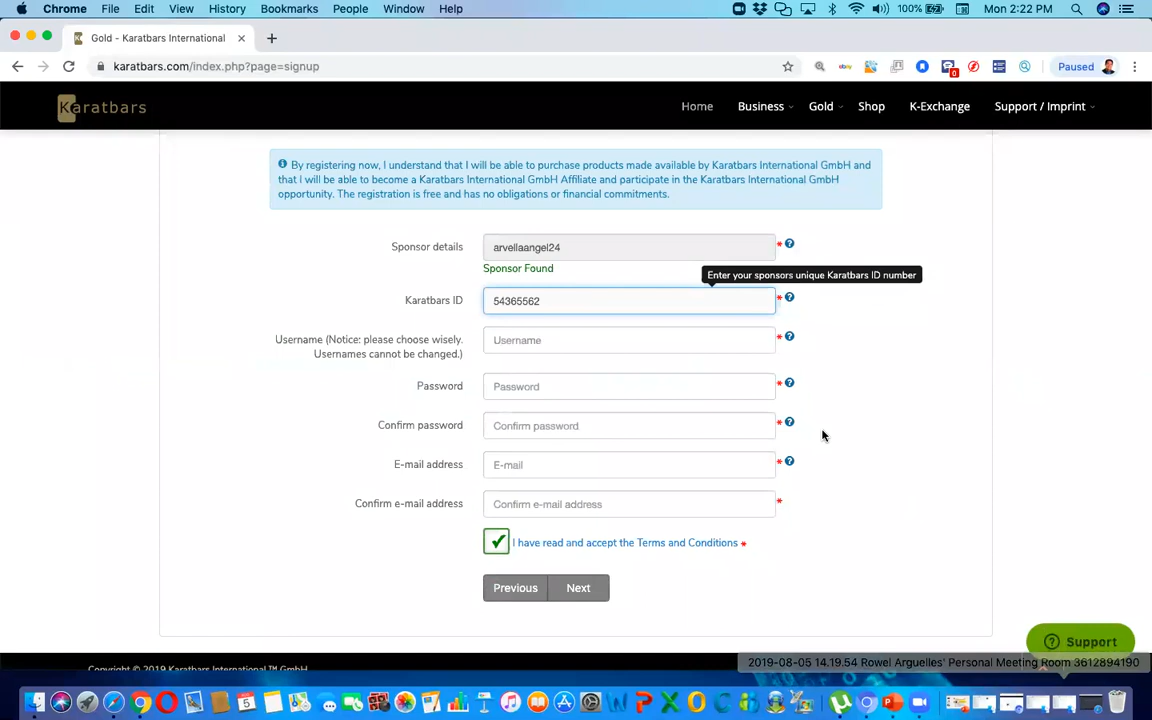 Chrome File Edit View History Bookmarks People Window Help 100% Mon 2:22 PM
Gold - Karatbars International
karatbars.com/index.php?page=signup Paused
Karatbars Home Business Gold Shop K-Exchange Support / Imprint
By registering now, I understand that I will be able to purchase products made available by Karatbars International GmbH and
that I will be able to become a Karatbars International GmbH Affiliate and participate in the Karatbars International GmbH
opportunity. The registration is free and has no obligations or financial commitments.
Sponsor details arvellaangel24 * ?
Sponsor Found
Enter your sponsors unique Karatbars ID number
Karatbars ID 54365562 * ?
Username (Notice: please choose wisely.
Usernames cannot be changed.)
Username * ?
Password Password * ?
Confirm password Confirm password * ?
E-mail address E-mail * ?
Confirm e-mail address Confirm e-mail address *
I have read and accept the Terms and Conditions *
Previous Next
Support
2019-08-05 14.19.54 Rowel Arguelles' Personal Meeting Room 3612894190
Copyright © 2019 Karatbars International ™ GmbH